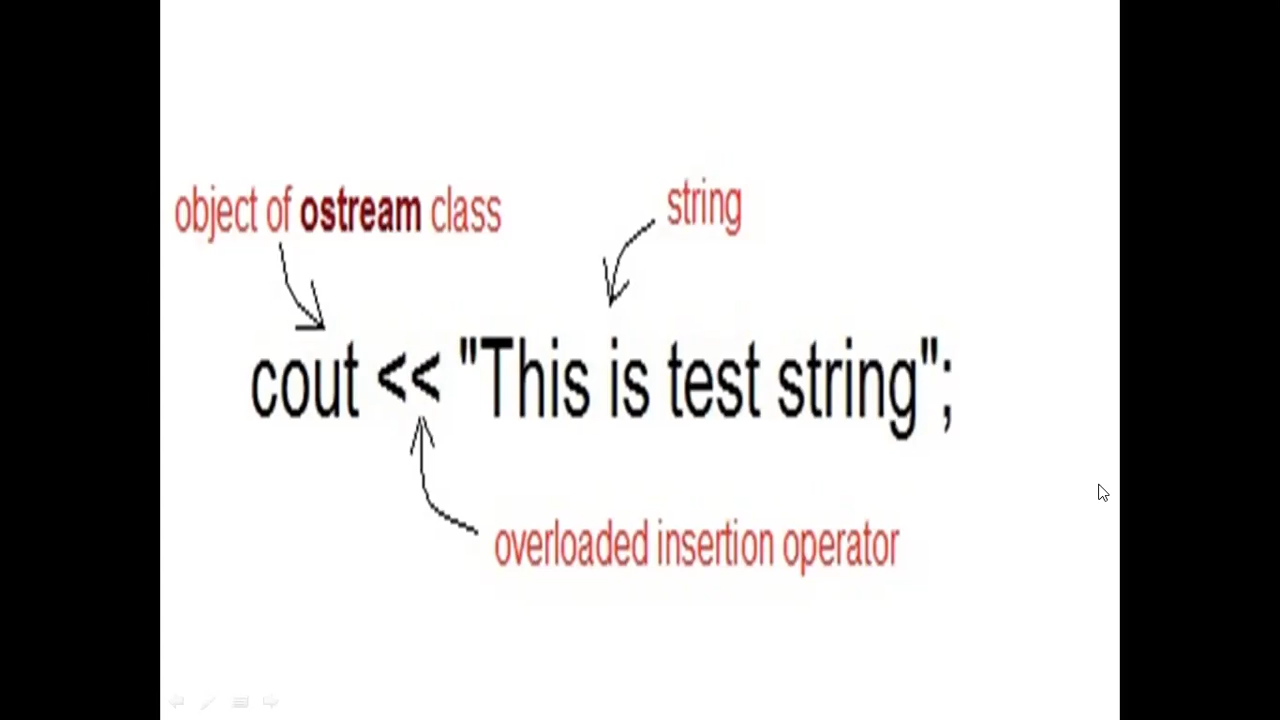 object of ostream class
string
cout << "This is test string";
overloaded insertion operator